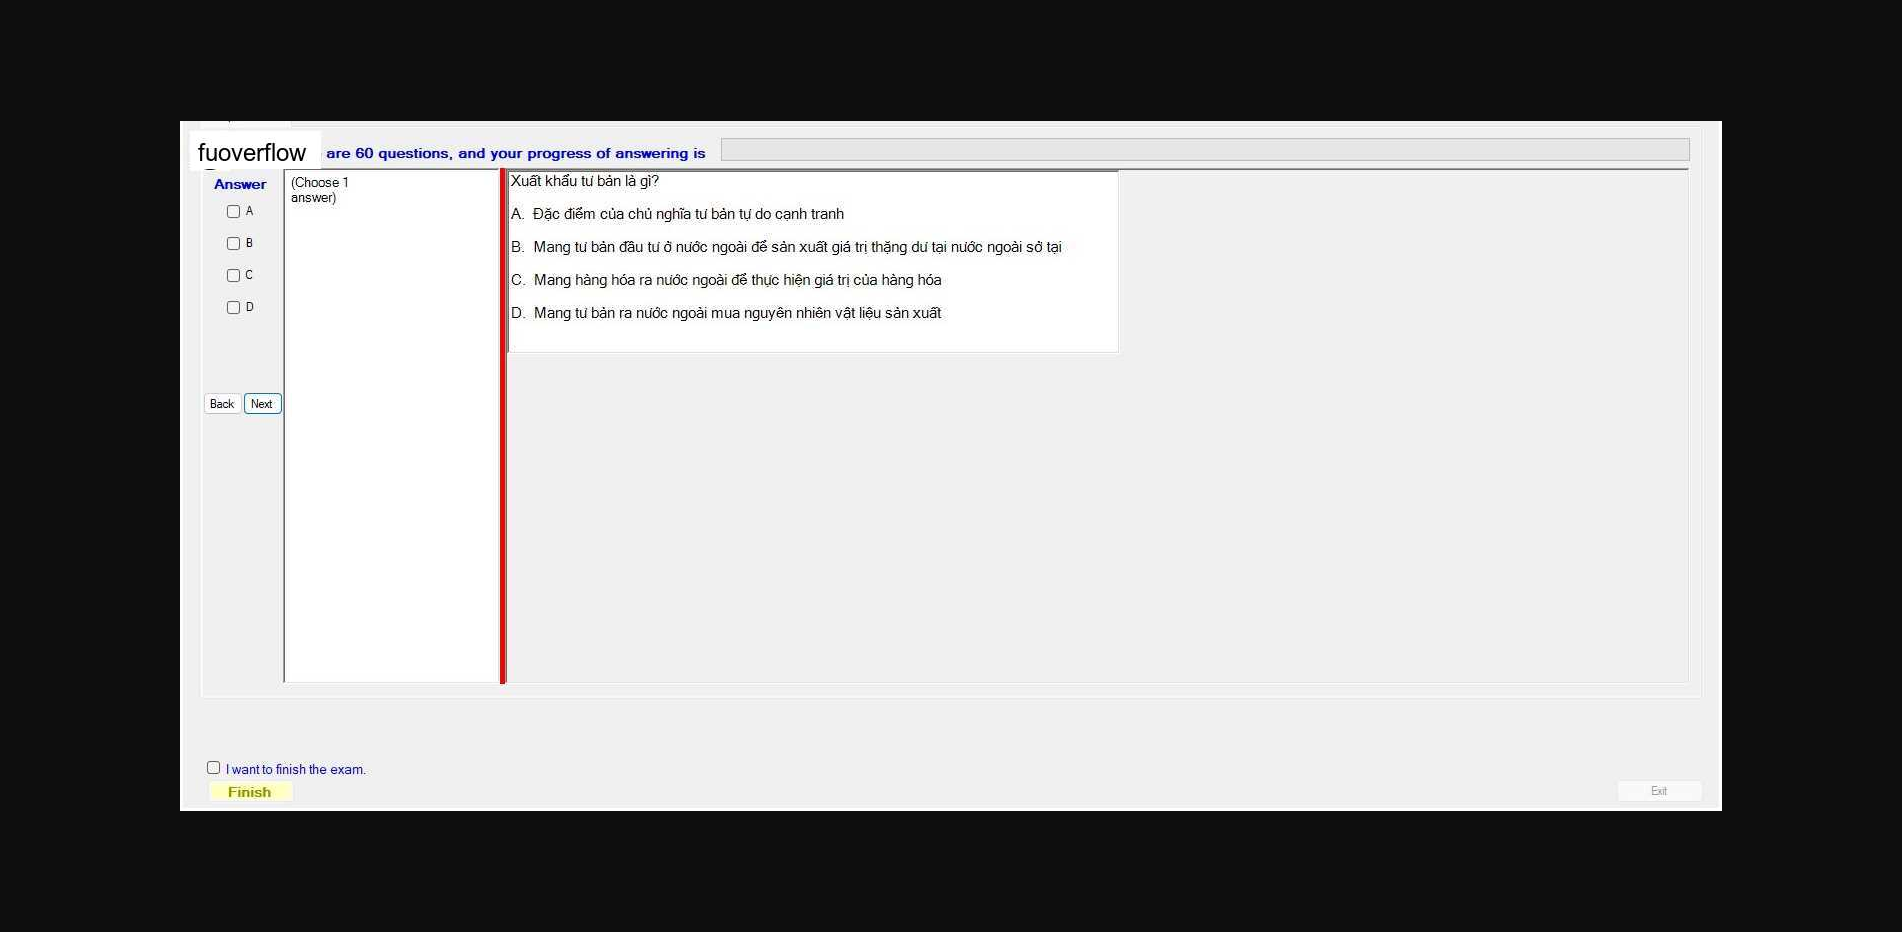 fuoverflow are 60 questions, and your progress of answering is
Answer
(Choose 1
answer)
A
B
C
D
Back Next
Xuất khẩu tư bản là gì?
A. Đặc điểm của chủ nghĩa tư bản tự do cạnh tranh
B. Mang tư bản đầu tư ở nước ngoài để sản xuất giá trị thặng dư tại nước ngoài sở tại
C. Mang hàng hóa ra nước ngoài để thực hiện giá trị của hàng hóa
D. Mang tư bản ra nước ngoài mua nguyên nhiên vật liệu sản xuất
I want to finish the exam.
Finish
Exit